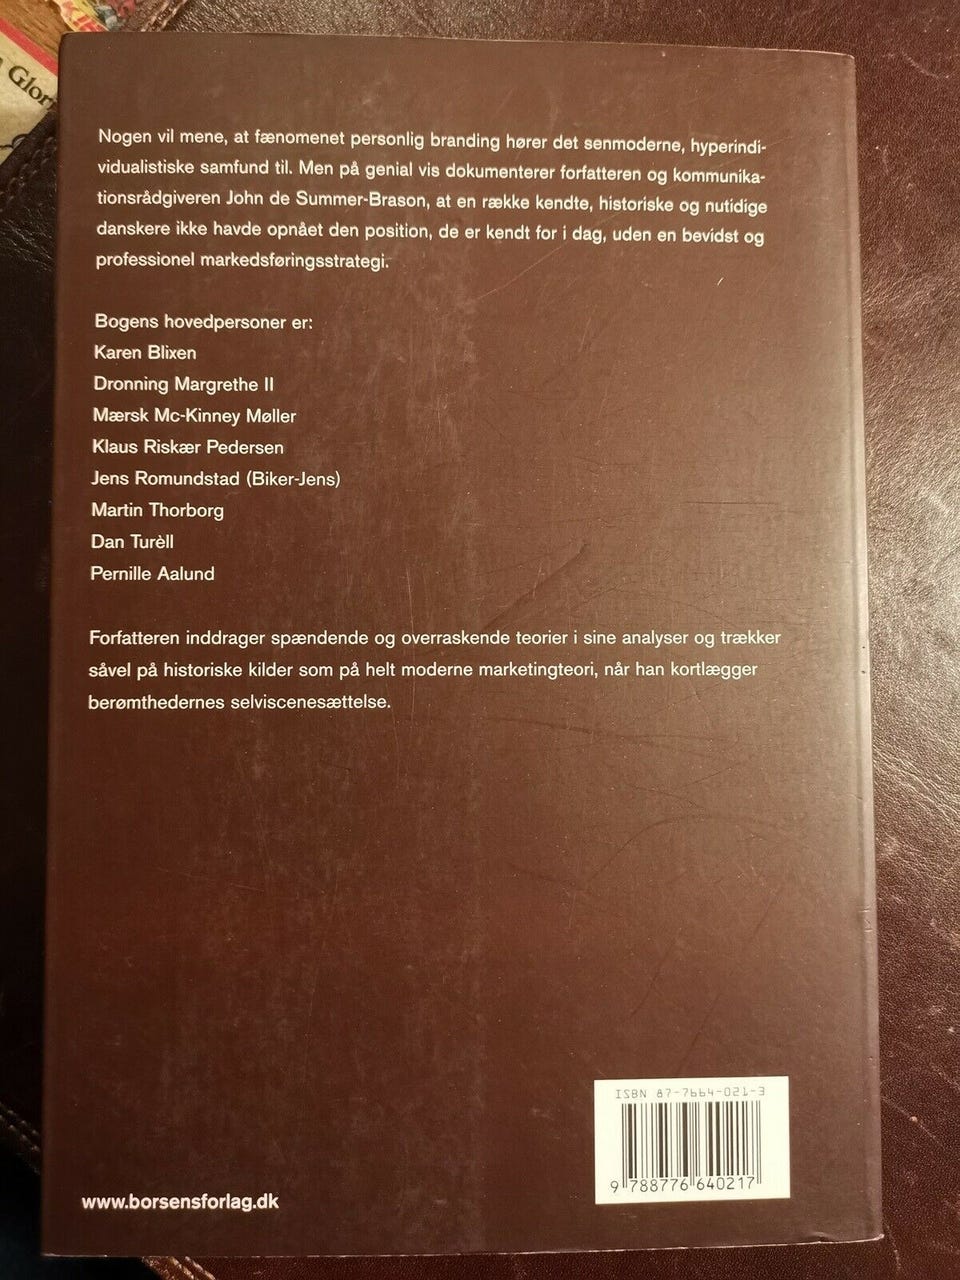 Glor
Nogen vil mene, at fænomenet personlig branding hører det senmoderne, hyperindi-
vidualistiske samfund til. Men på genial vis dokumenterer forfatteren og kommunika-
tionsrådgiveren John de Summer-Brason, at en række kendte, historiske og nutidige
danskere ikke havde opnået den position, de er kendt for i dag, uden en bevidst og
professionel markedsføringsstrategi.
Bogens hovedpersoner er:
Karen Blixen
Dronning Margrethe II
Mærsk Mc-Kinney Møller
Klaus Riskær Pedersen
Jens Romundstad (Biker-Jens)
Martin Thorborg
Dan Turèll
Pernille Aalund
Forfatteren inddrager spændende og overraskende teorier i sine analyser og trækker
såvel på historiske kilder som på helt moderne marketingteori, når han kortlægger
berømthedernes selviscenesættelse.
ISBN 87-7664-021-3
9 788776 640217
www.borsensforlag.dk